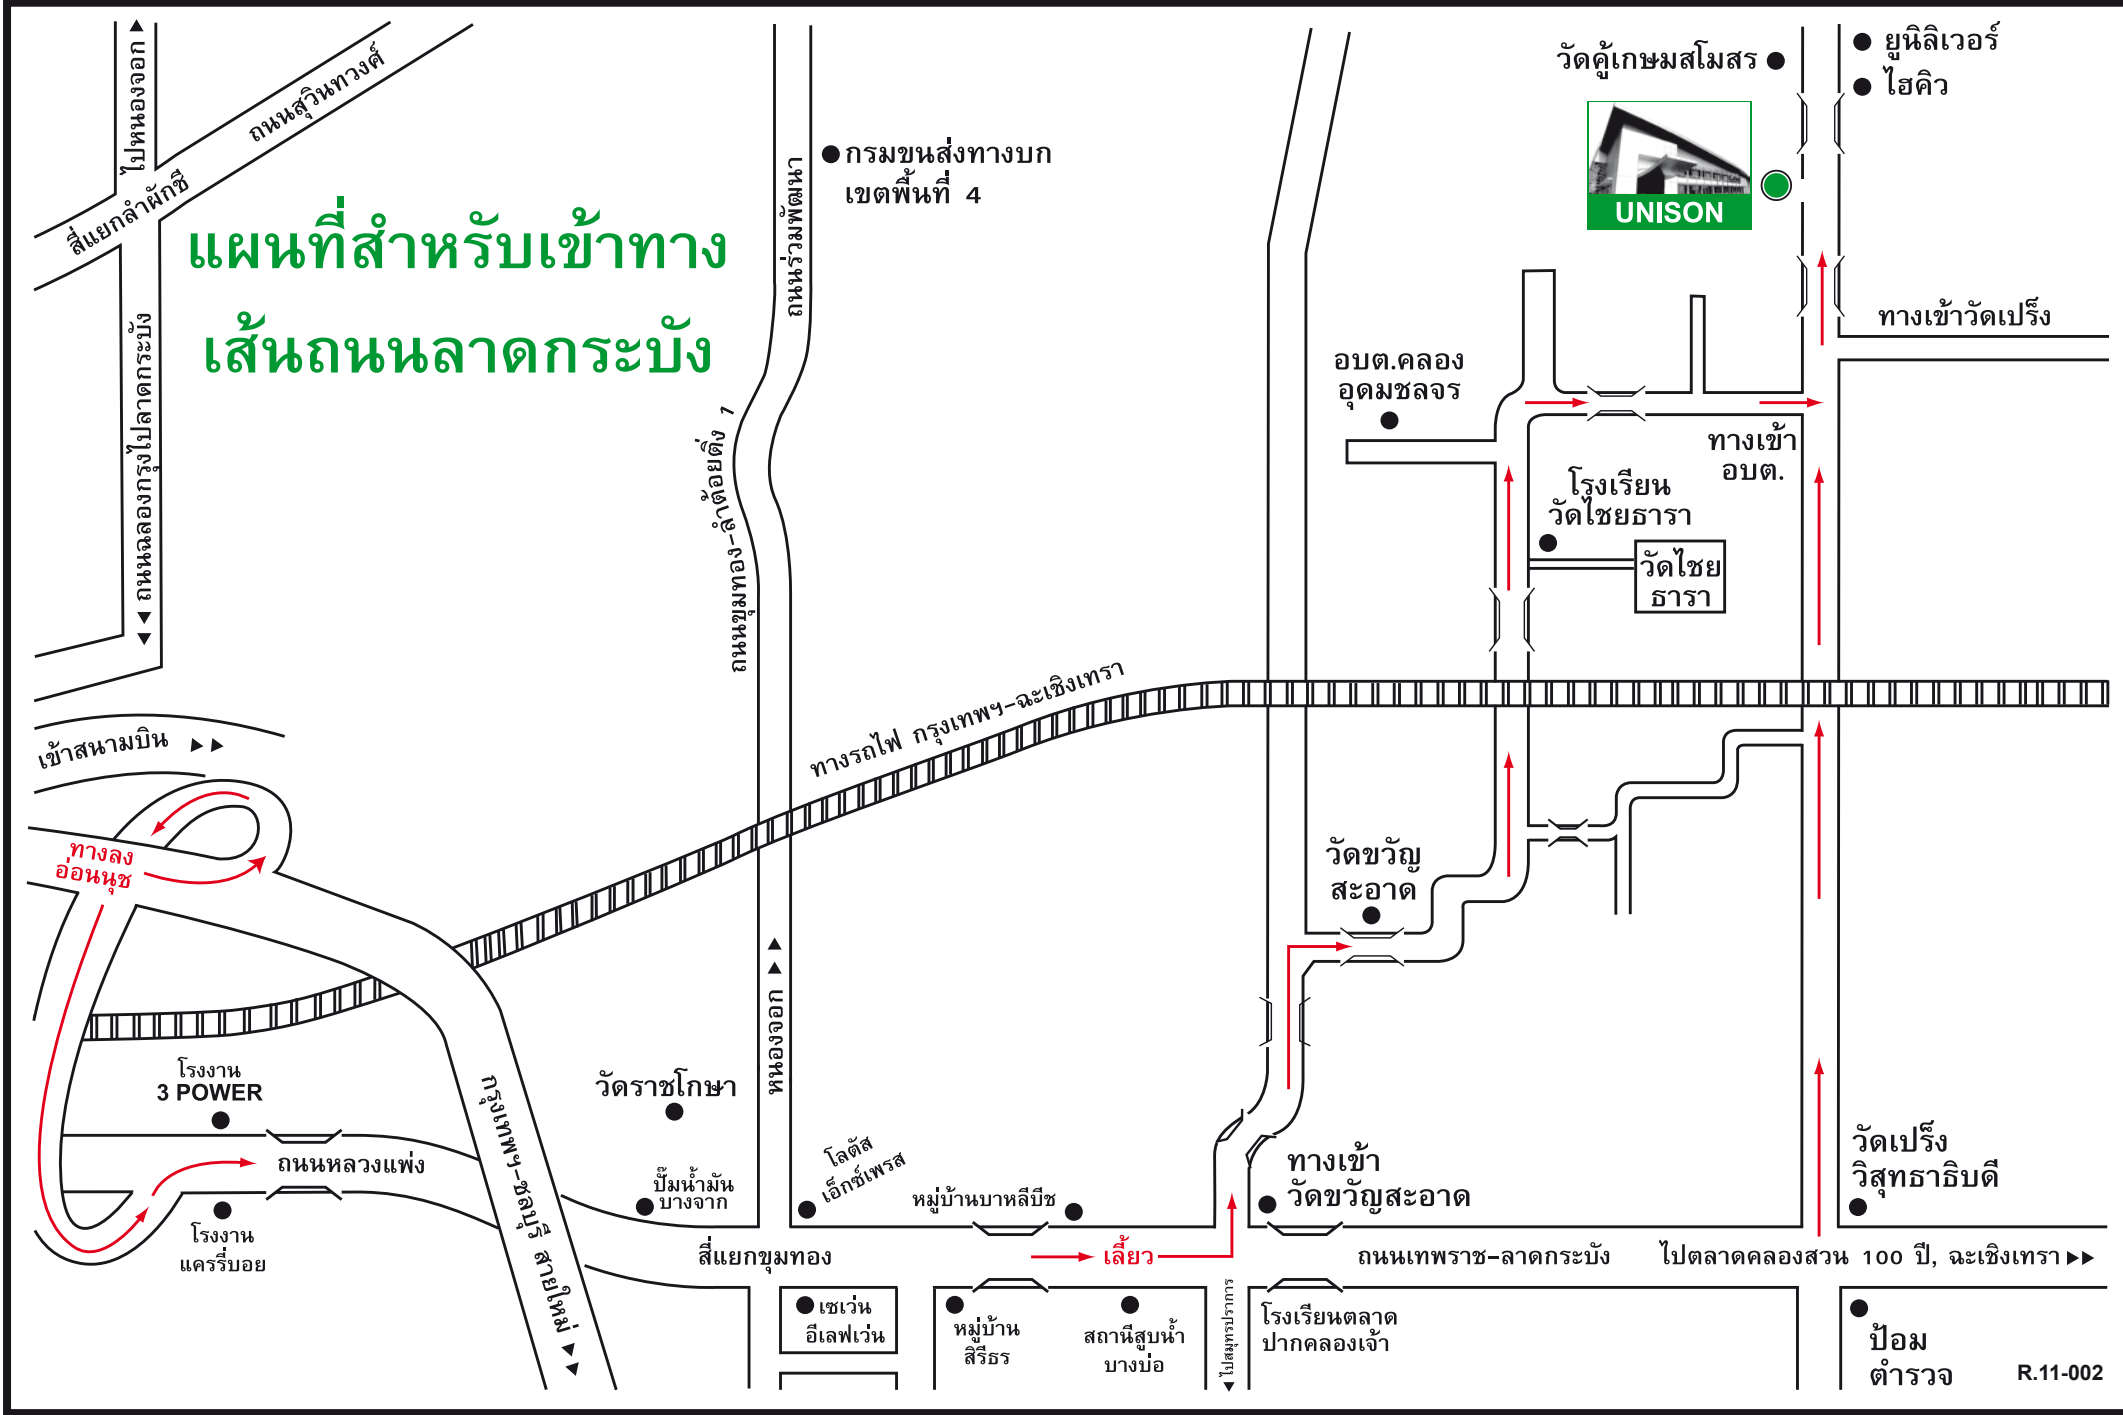 ไปหนองจอก
ถนนสุวินทวงศ์
สี่แยกลำผักชี
แผนที่สำหรับเข้าทาง
เส้นถนนลาดกระบัง
ถนนฉลองกรุงไปลาดกระบัง
ถนนร่วมพัฒนา
กรมขนส่งทางบก
เขตพื้นที่ 4
วัดคู้เกษมสโมสร
ยูนิลิเวอร์
ไฮคิว
UNISON
ทางเข้าวัดเปร็ง
อบต.คลอง
อุดมชลจร
ทางเข้า
อบต.
โรงเรียน
วัดไชยธารา
วัดไชย
ธารา
ถนนขุมทอง-ลำต้อยติ่ง 1
ทางรถไฟ กรุงเทพฯ-ฉะเชิงเทรา
เข้าสนามบิน
ทางลง
อ่อนนุช
วัดขวัญ
สะอาด
หนองจอก
โรงงาน
3 POWER
ถนนหลวงแพ่ง
โรงงาน
แครรี่บอย
กรุงเทพฯ-ชลบุรี สายใหม่
วัดราชโกษา
ปั๊มน้ำมัน
บางจาก
โลตัส
เอ็กซ์เพรส
หมู่บ้านบาหลีบีช
ทางเข้า
วัดขวัญสะอาด
วัดเปร็ง
วิสุทธาธิบดี
สี่แยกขุมทอง
เลี้ยว
ถนนเทพราช-ลาดกระบัง
ไปตลาดคลองสวน 100 ปี, ฉะเชิงเทรา
เซเว่น
อีเลฟเว่น
หมู่บ้าน
สิรีธร
สถานีสูบน้ำ
บางบ่อ
ไปสมุทรปราการ
โรงเรียนตลาด
ปากคลองเจ้า
ป้อม
ตำรวจ
R.11-002